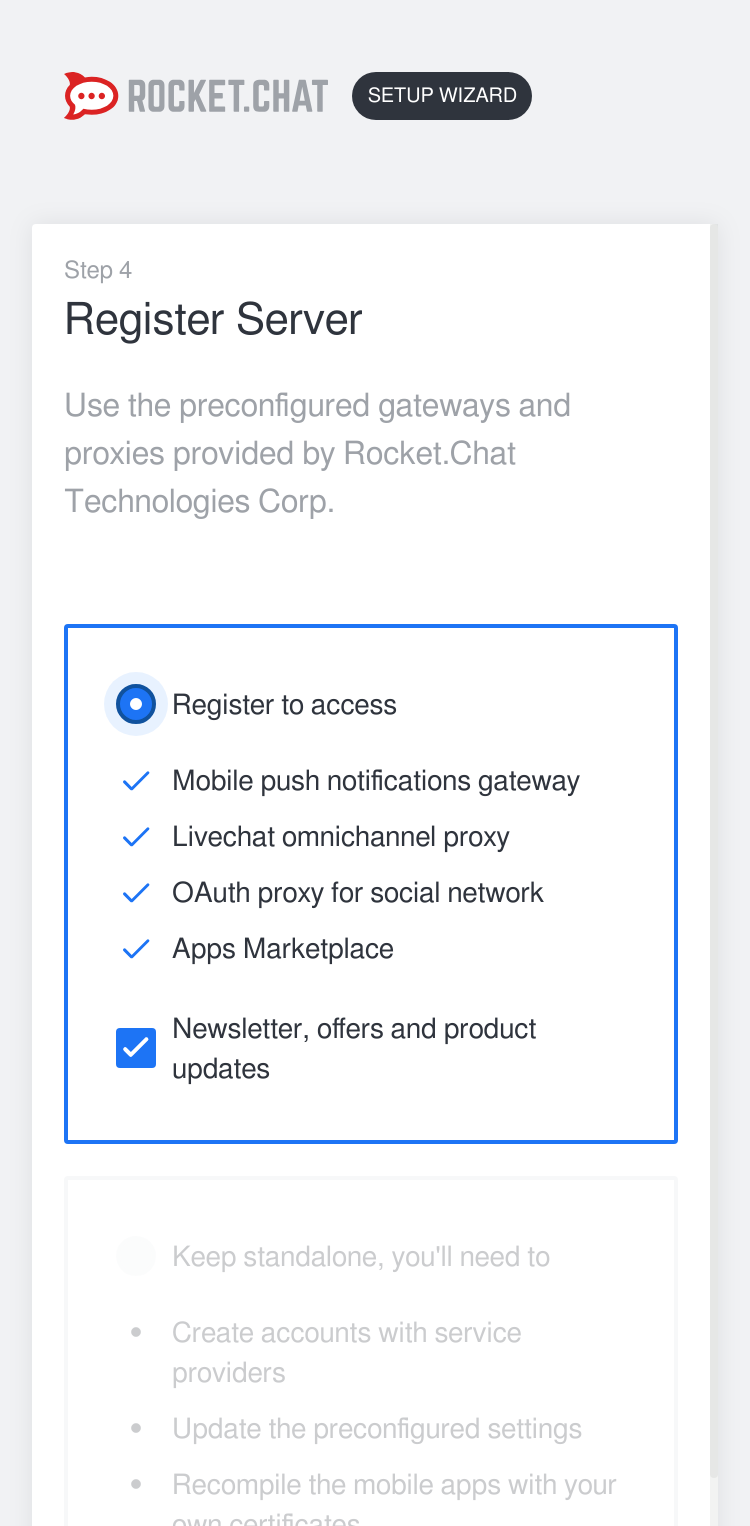 ROCKET.CHAT SETUP WIZARD
Step 4
Register Server
Use the preconfigured gateways and
proxies provided by Rocket.Chat
Technologies Corp.
Register to access
Mobile push notifications gateway
Livechat omnichannel proxy
OAuth proxy for social network
Apps Marketplace
Newsletter, offers and product
updates
Keep standalone, you'll need to
Create accounts with service
providers
Update the preconfigured settings
Recompile the mobile apps with your
own certificates